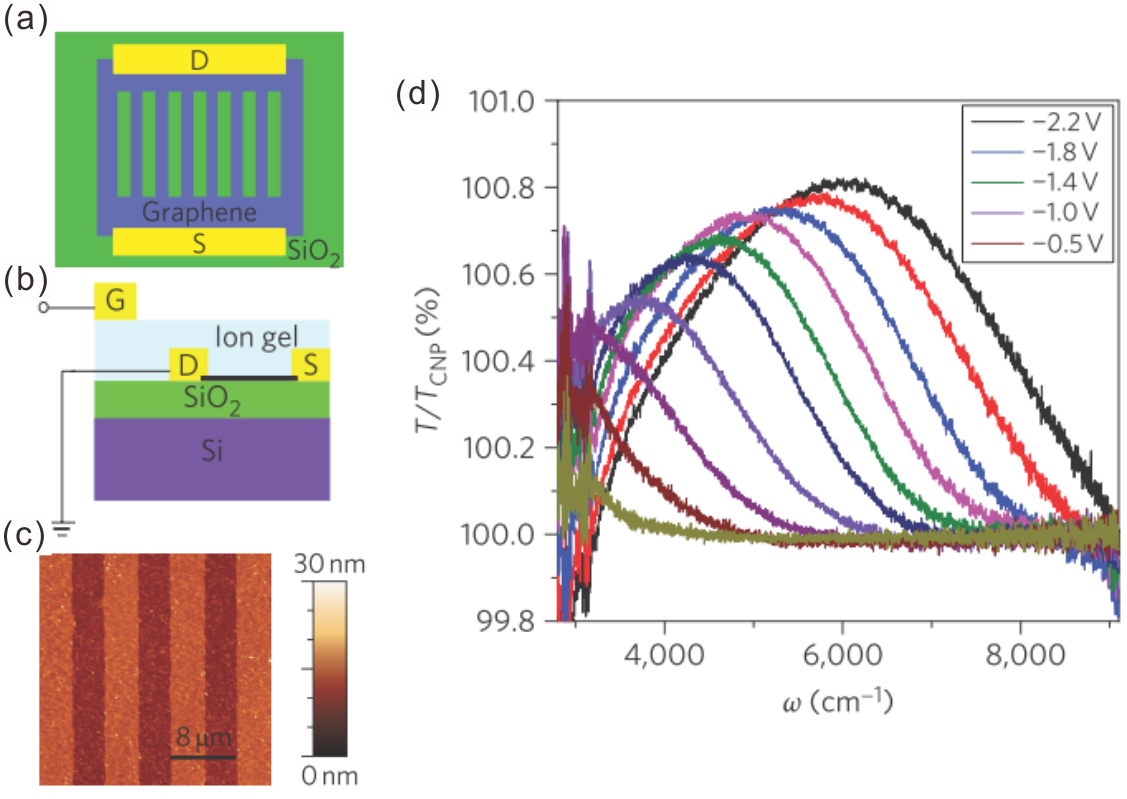 (a)
D
Graphene
S
SiO₂
(b)
G
Ion gel
D
S
SiO₂
Si
(c)
30 nm
8 μm
0 nm
(d)
101.0
100.8
100.6
100.4
100.2
100.0
99.8
T/T_CNP (%)
−2.2 V
−1.8 V
−1.4 V
−1.0 V
−0.5 V
4,000
6,000
8,000
ω (cm⁻¹)